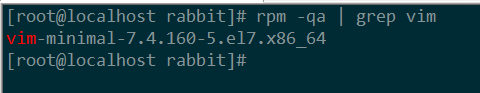 [root@localhost rabbit]# rpm -qa | grep vim
vim-minimal-7.4.160-5.el7.x86_64
[root@localhost rabbit]#